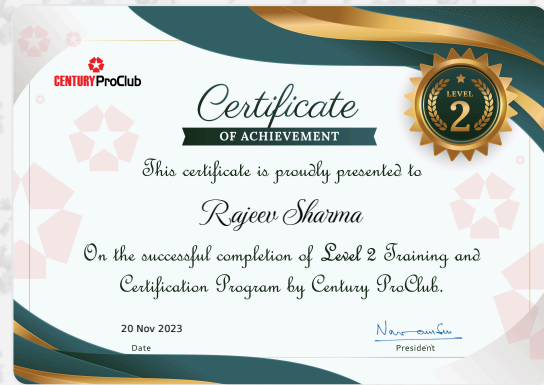 CENTURY ProClub
LEVEL
2
Certificate
OF ACHIEVEMENT
This certificate is proudly presented to
Rajeev Sharma
On the successful completion of Level 2 Training and
Certification Program by Century ProClub.
20 Nov 2023
Date
President